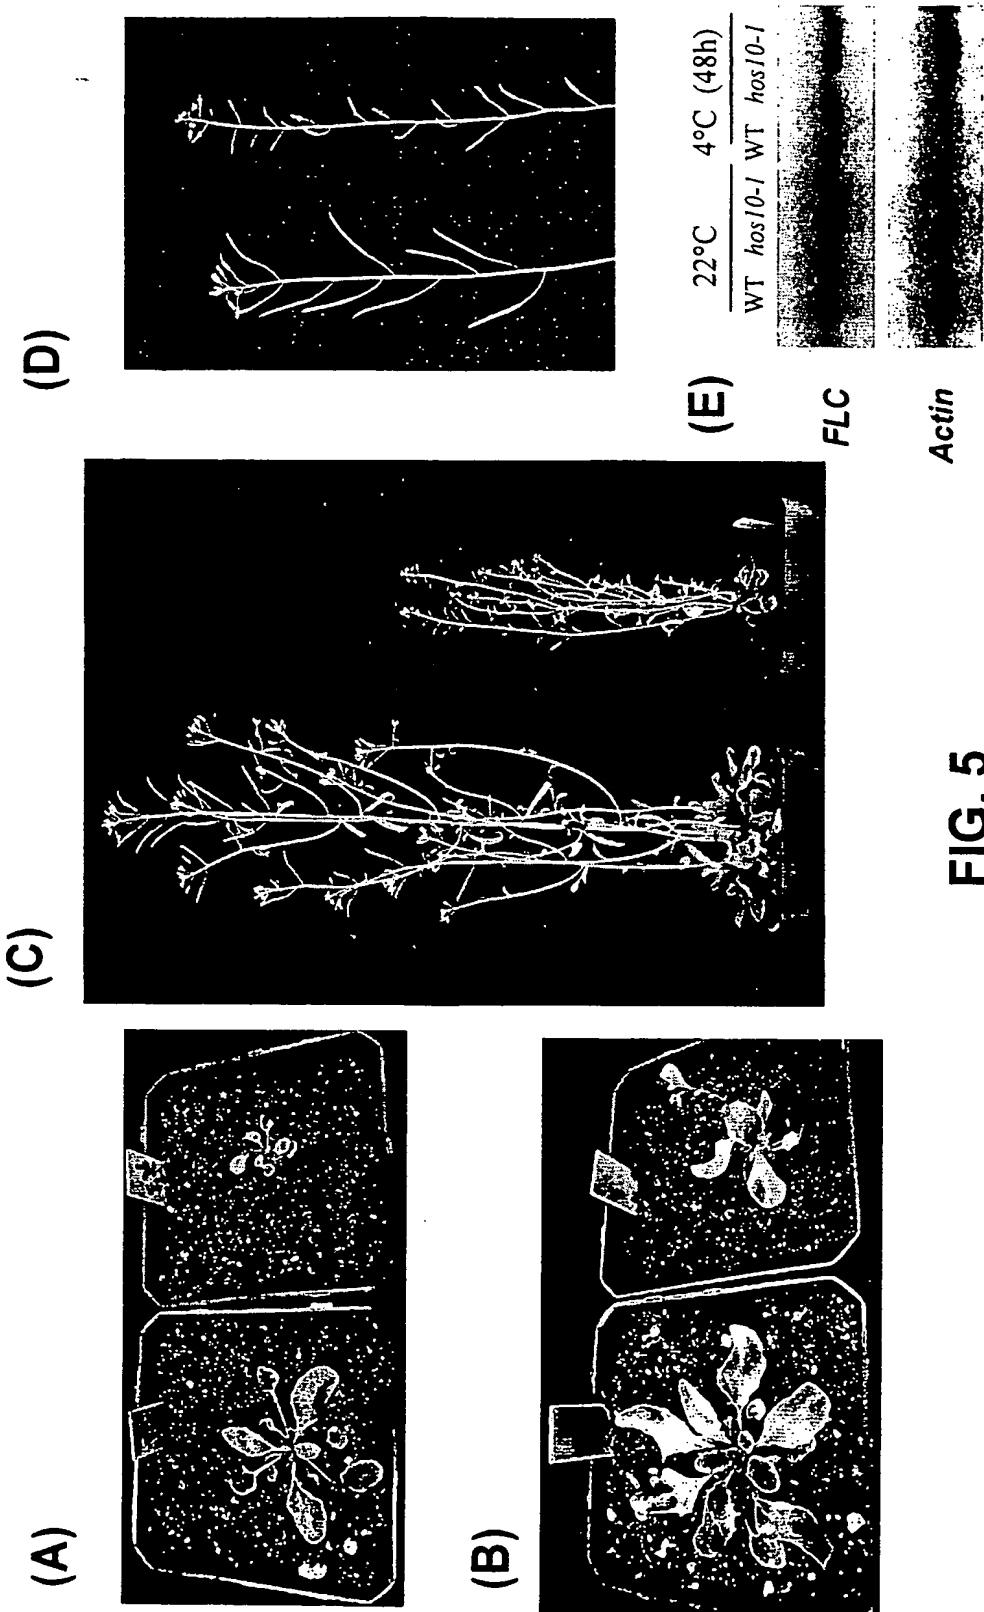 (A)
(B)
(C)
(D)
(E)
22°C 4°C (48h)
WT hos10-1 WT hos10-1
FLC
Actin
FIG. 5